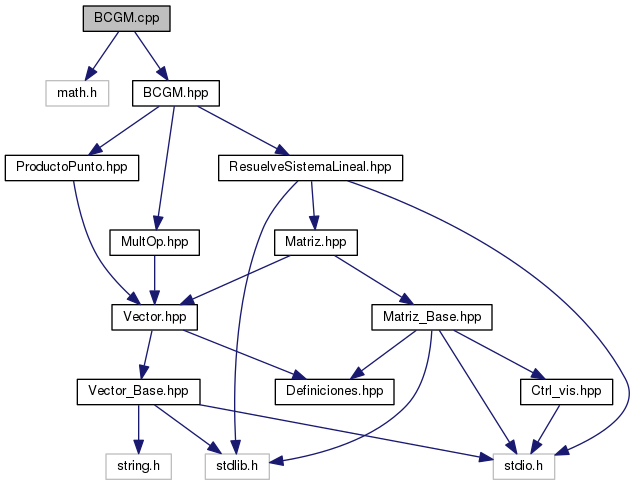 BCGM.cpp
math.h
BCGM.hpp
ProductoPunto.hpp
ResuelveSistemaLineal.hpp
MultOp.hpp
Matriz.hpp
Vector.hpp
Matriz_Base.hpp
Vector_Base.hpp
Definiciones.hpp
Ctrl_vis.hpp
string.h
stdlib.h
stdio.h